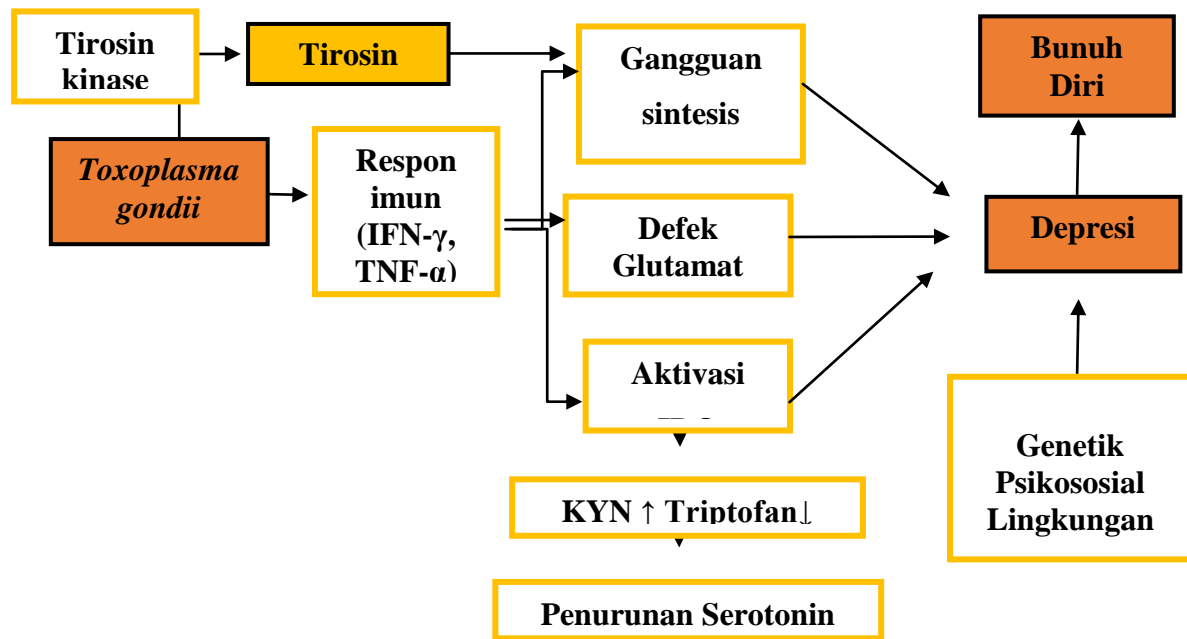 Tirosin
kinase
Tirosin
Gangguan
sintesis
Bunuh
Diri
Toxoplasma
gondii
Respon
imun
(IFN-γ,
TNF-α)
Defek
Glutamat
Depresi
Aktivasi
Genetik
Psikososial
Lingkungan
KYN ↑ Triptofan↓
Penurunan Serotonin